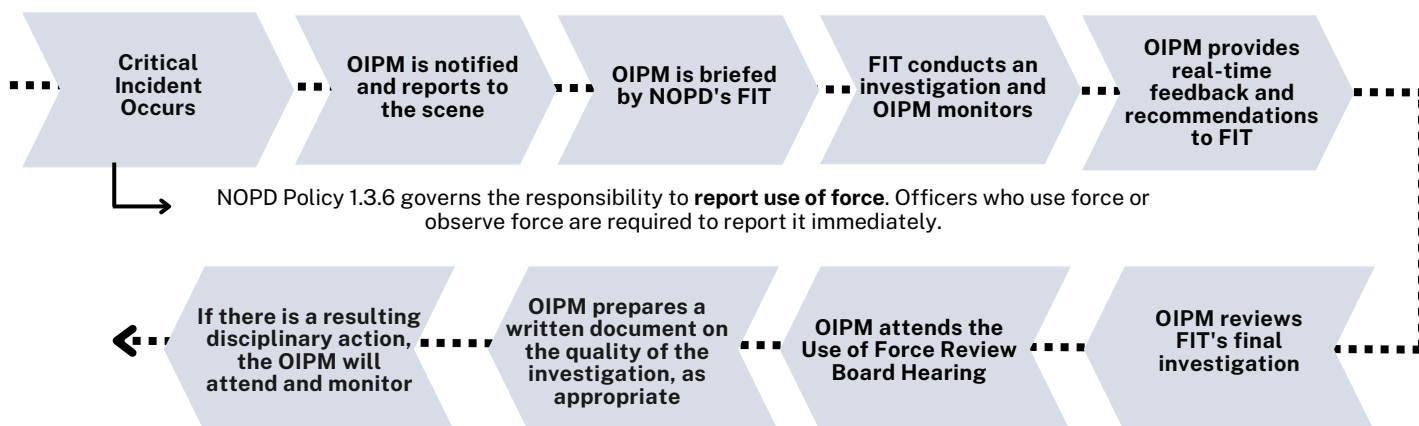 Critical
Incident
Occurs
OIPM is notified
and reports to
the scene
OIPM is briefed
by NOPD's FIT
FIT conducts an
investigation and
OIPM monitors
OIPM provides
real-time
feedback and
recommendations
to FIT
NOPD Policy 1.3.6 governs the responsibility to report use of force. Officers who use force or
observe force are required to report it immediately.
OIPM reviews
FIT's final
investigation
OIPM attends the
Use of Force Review
Board Hearing
OIPM prepares a
written document on
the quality of the
investigation, as
appropriate
If there is a resulting
disciplinary action,
the OIPM will
attend and monitor